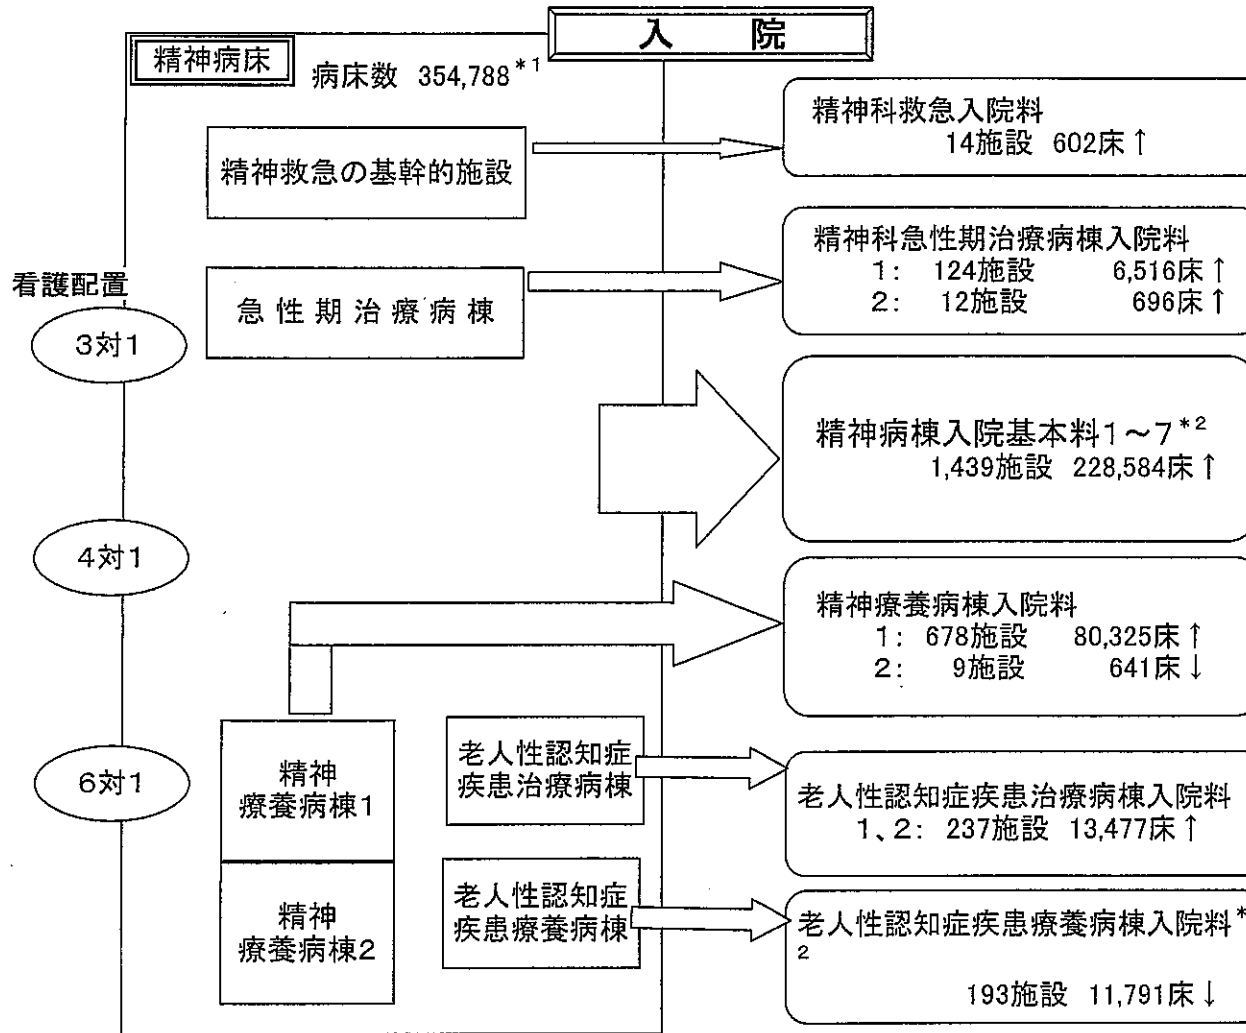 入 院
精神病床
病床数 354,788*1
精神救急の基幹的施設
精神科救急入院料
14施設 602床↑
看護配置
3対1
急性期治療病棟
精神科急性期治療病棟入院料
1: 124施設 6,516床↑
2: 12施設 696床↑
精神病棟入院基本料1～7*2
1,439施設 228,584床↑
4対1
精神療養病棟入院料
1: 678施設 80,325床↑
2: 9施設 641床↓
6対1
精神
療養病棟1
老人性認知症
疾患治療病棟
老人性認知症疾患治療病棟入院料
1、2: 237施設 13,477床↑
精神
療養病棟2
老人性認知症
疾患療養病棟
老人性認知症疾患療養病棟入院料*
2
193施設 11,791床↓